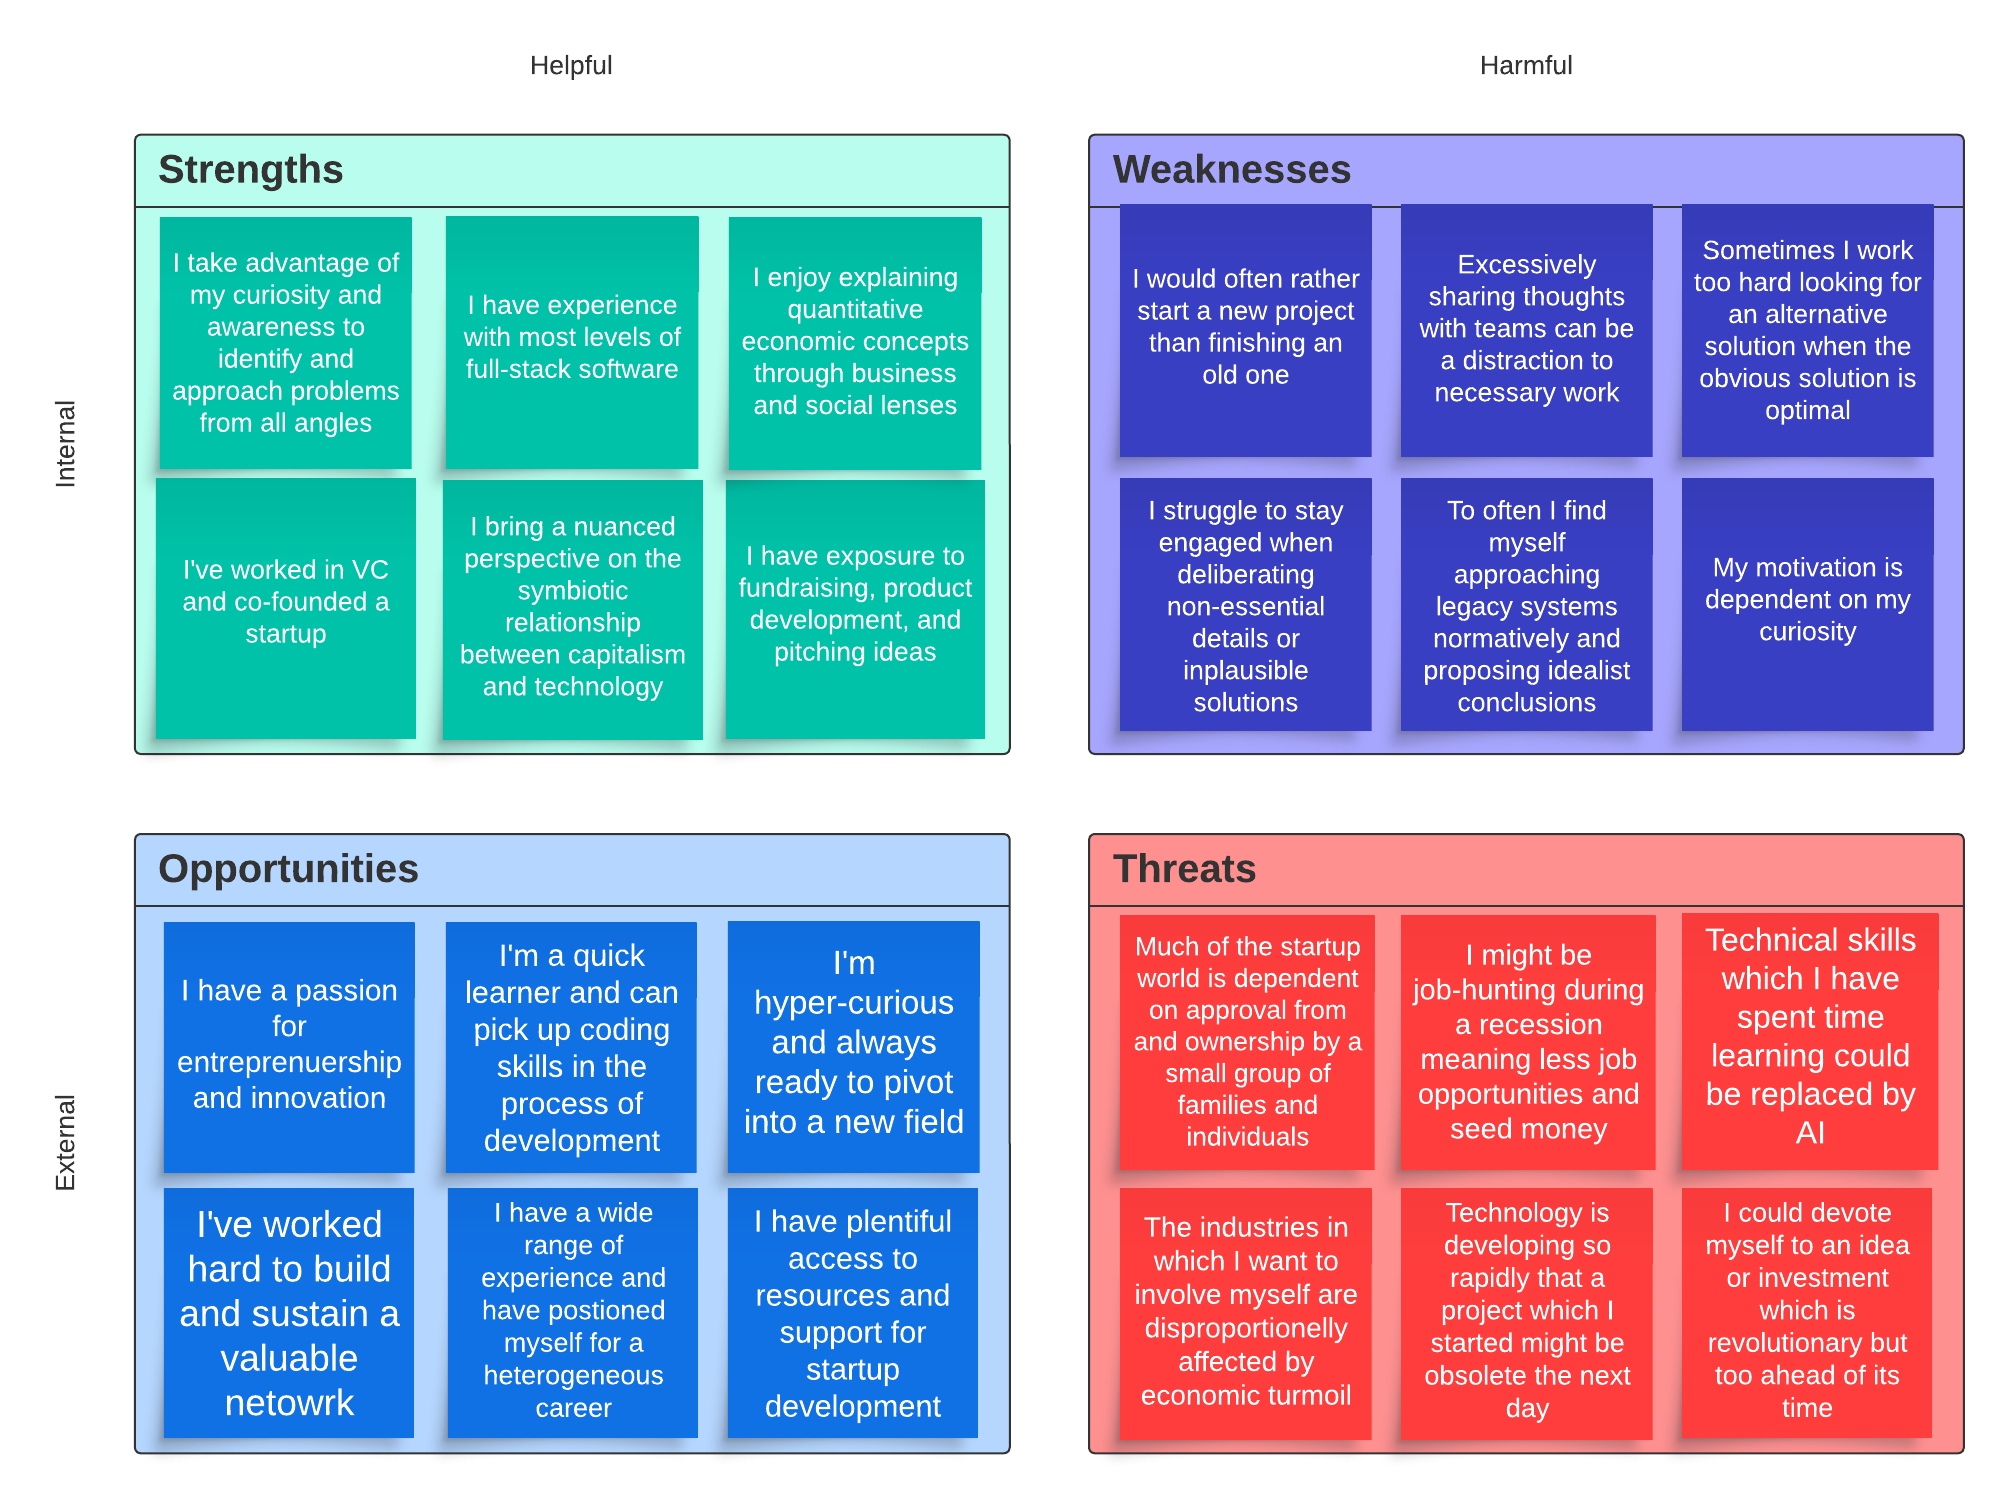 Helpful
Harmful
Internal
Strengths
I take advantage of
my curiosity and
awareness to
identify and
approach problems
from all angles
I have experience
with most levels of
full-stack software
I enjoy explaining
quantitative
economic concepts
through business
and social lenses
I've worked in VC
and co-founded a
startup
I bring a nuanced
perspective on the
symbiotic
relationship
between capitalism
and technology
I have exposure to
fundraising, product
development, and
pitching ideas
Weaknesses
I would often rather
start a new project
than finishing an
old one
Excessively
sharing thoughts
with teams can be
a distraction to
necessary work
Sometimes I work
too hard looking for
an alternative
solution when the
obvious solution is
optimal
I struggle to stay
engaged when
deliberating
non-essential
details or
inplausible
solutions
To often I find
myself
approaching
legacy systems
normatively and
proposing idealist
conclusions
My motivation is
dependent on my
curiosity
External
Opportunities
I have a passion
for
entreprenuership
and innovation
I'm a quick
learner and can
pick up coding
skills in the
process of
development
I'm
hyper-curious
and always
ready to pivot
into a new field
I've worked
hard to build
and sustain a
valuable
netowrk
I have a wide
range of
experience and
have postioned
myself for a
heterogeneous
career
I have plentiful
access to
resources and
support for
startup
development
Threats
Much of the startup
world is dependent
on approval from
and ownership by a
small group of
families and
individuals
I might be
job-hunting during
a recession
meaning less job
opportunities and
seed money
Technical skills
which I have
spent time
learning could
be replaced by
AI
The industries in
which I want to
involve myself are
disproportionelly
affected by
economic turmoil
Technology is
developing so
rapidly that a
project which I
started might be
obsolete the next
day
I could devote
myself to an idea
or investment
which is
revolutionary but
too ahead of its
time